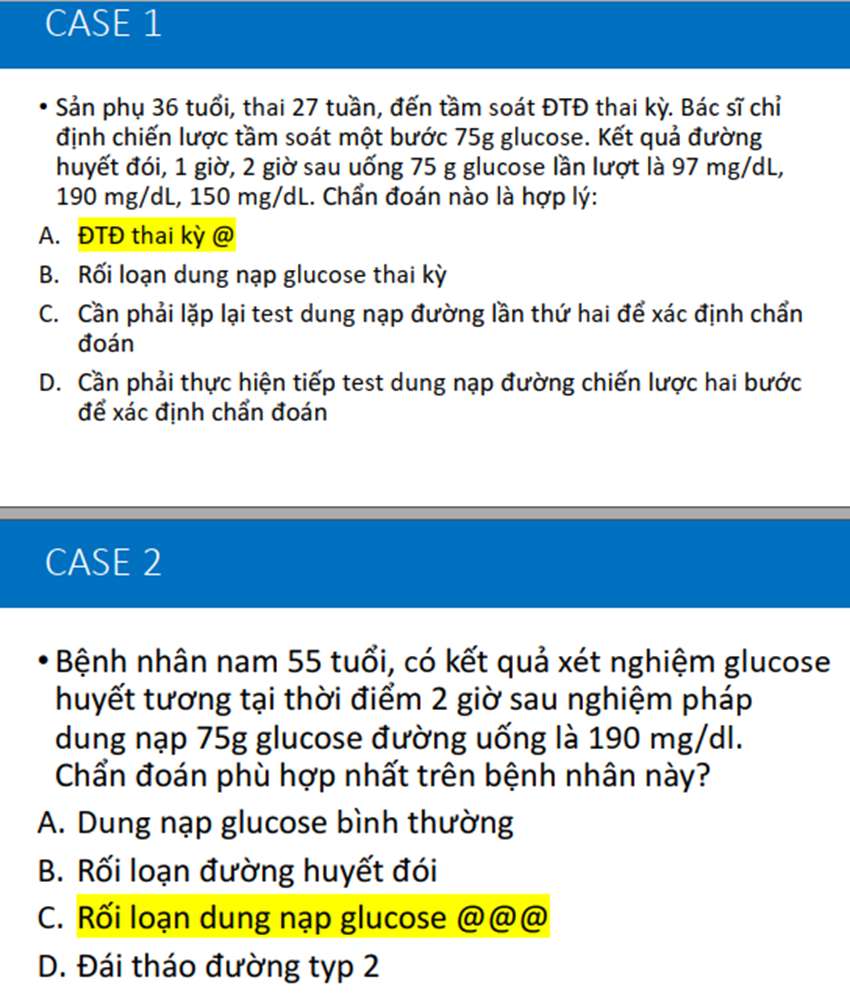 CASE 1
• Sản phụ 36 tuổi, thai 27 tuần, đến tầm soát ĐTĐ thai kỳ. Bác sĩ chỉ
định chiến lược tầm soát một bước 75g glucose. Kết quả đường
huyết đói, 1 giờ, 2 giờ sau uống 75 g glucose lần lượt là 97 mg/dL,
190 mg/dL, 150 mg/dL. Chẩn đoán nào là hợp lý:
A. ĐTĐ thai kỳ @
B. Rối loạn dung nạp glucose thai kỳ
C. Cần phải lặp lại test dung nạp đường lần thứ hai để xác định chẩn
đoán
D. Cần phải thực hiện tiếp test dung nạp đường chiến lược hai bước
để xác định chẩn đoán
CASE 2
• Bệnh nhân nam 55 tuổi, có kết quả xét nghiệm glucose
huyết tương tại thời điểm 2 giờ sau nghiệm pháp
dung nạp 75g glucose đường uống là 190 mg/dl.
Chẩn đoán phù hợp nhất trên bệnh nhân này?
A. Dung nạp glucose bình thường
B. Rối loạn đường huyết đói
C. Rối loạn dung nạp glucose @@@
D. Đái tháo đường typ 2